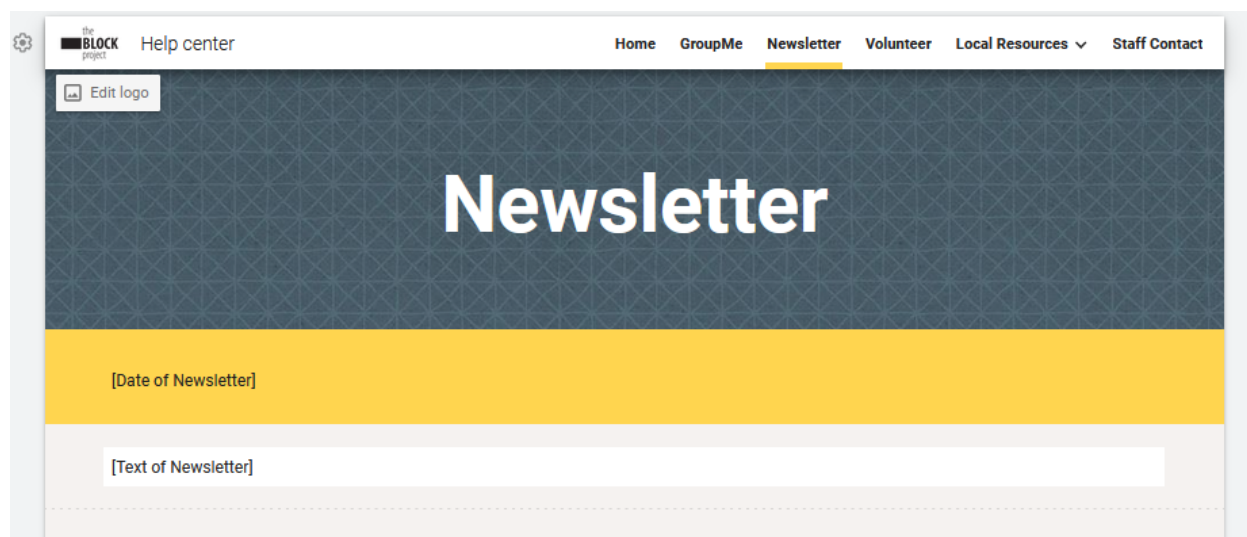 the
BLOCK
project
Help center
Home GroupMe Newsletter Volunteer Local Resources Staff Contact
Edit logo
Newsletter
[Date of Newsletter]
[Text of Newsletter]